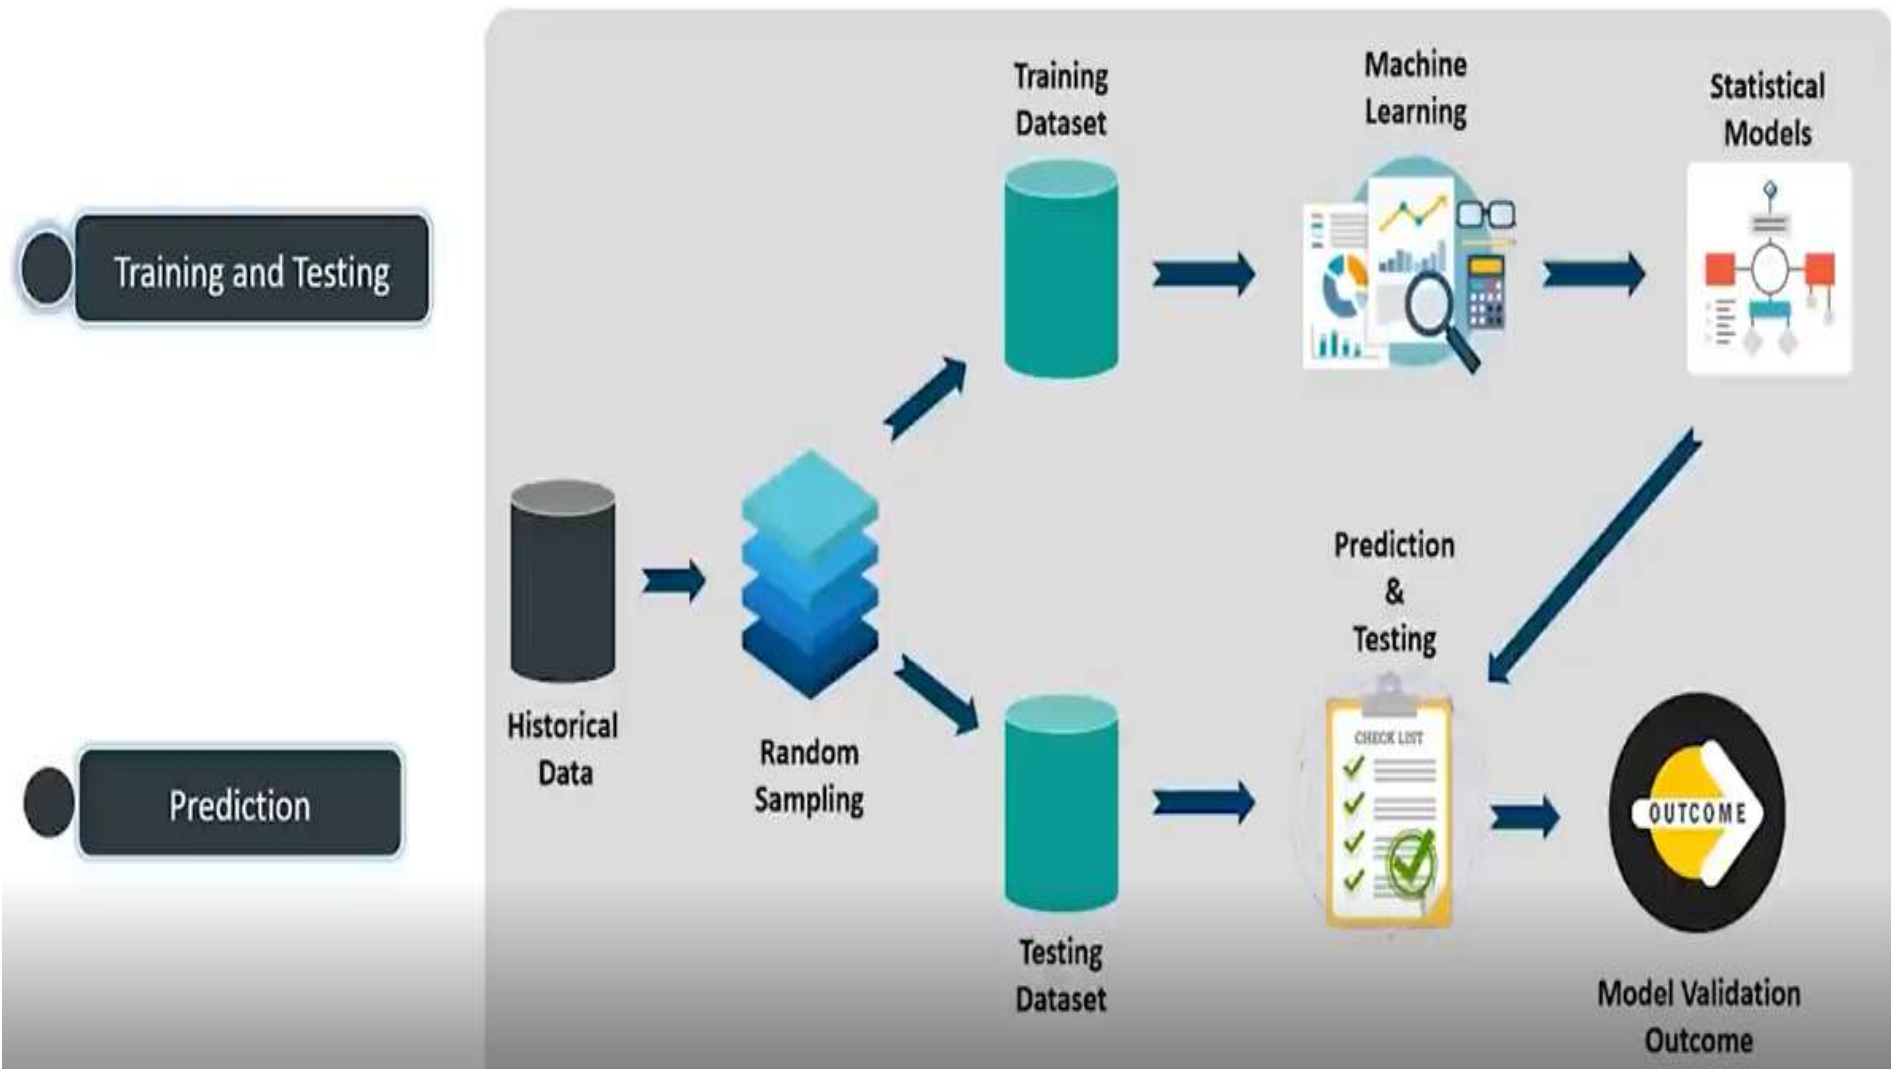 Training and Testing
Prediction
Historical
Data
Random
Sampling
Training
Dataset
Machine
Learning
Statistical
Models
Testing
Dataset
Prediction
&
Testing
CHECK LIST
OUTCOME
Model Validation
Outcome